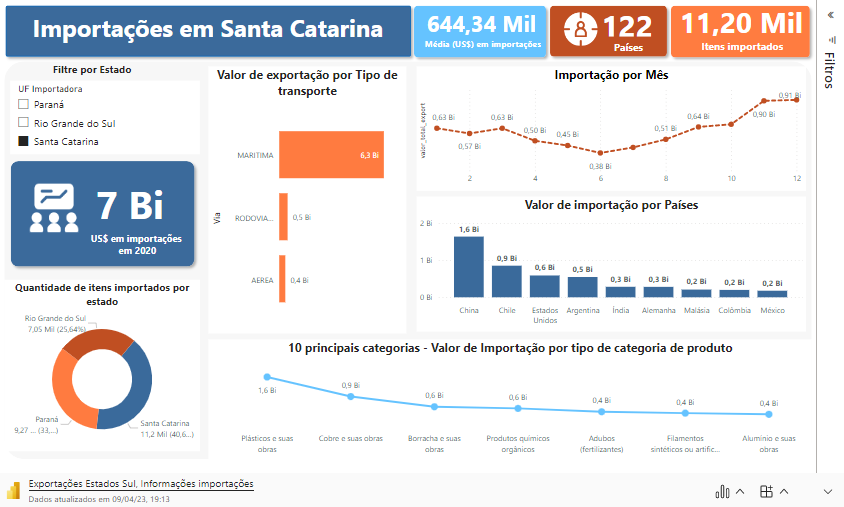 Importações em Santa Catarina
644,34 Mil
Média (US$) em importações
122
Países
11,20 Mil
Itens importados
Filtros
Filtre por Estado
UF Importadora
Paraná
Rio Grande do Sul
Santa Catarina
7 Bi
US$ em importações
em 2020
Quantidade de itens importados por
estado
Rio Grande do Sul
7,05 Mil (25,64%)
Paraná
9,27 ... (33,...)
Santa Catarina
11,2 Mil (40,6...)
Valor de exportação por Tipo de
transporte
Via
MARITIMA
6,3 Bi
RODOVIA...
0,5 Bi
AEREA
0,4 Bi
Importação por Mês
valor_total_export
0,63 Bi
0,57 Bi
0,63 Bi
0,50 Bi
0,45 Bi
0,38 Bi
0,51 Bi
0,64 Bi
0,90 Bi
0,91 Bi
2
4
6
8
10
12
Valor de importação por Países
2 Bi
1 Bi
0 Bi
1,6 Bi
0,9 Bi
0,6 Bi
0,5 Bi
0,3 Bi
0,3 Bi
0,2 Bi
0,2 Bi
0,2 Bi
China
Chile
Estados
Unidos
Argentina
Índia
Alemanha
Malásia
Colômbia
México
10 principais categorias - Valor de Importação por tipo de categoria de produto
1,6 Bi
0,9 Bi
0,6 Bi
0,6 Bi
0,4 Bi
0,4 Bi
0,4 Bi
Plásticos e suas
obras
Cobre e suas obras
Borracha e suas
obras
Produtos químicos
orgânicos
Adubos
(fertilizantes)
Filamentos
sintéticos ou artific...
Alumínio e suas
obras
Exportações Estados Sul, Informações importações
Dados atualizados em 09/04/23, 19:13